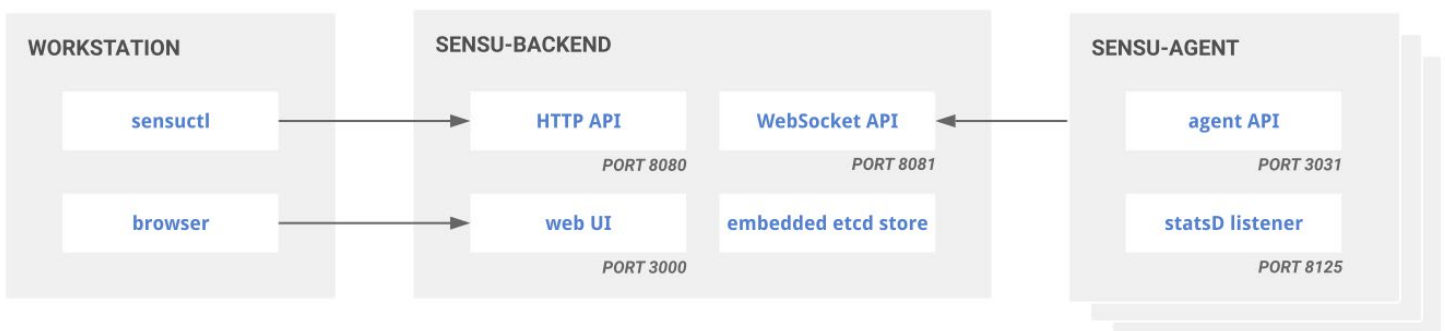 WORKSTATION
sensuctl
browser
SENSU-BACKEND
HTTP API
PORT 8080
WebSocket API
PORT 8081
web UI
PORT 3000
embedded etcd store
SENSU-AGENT
agent API
PORT 3031
statsD listener
PORT 8125